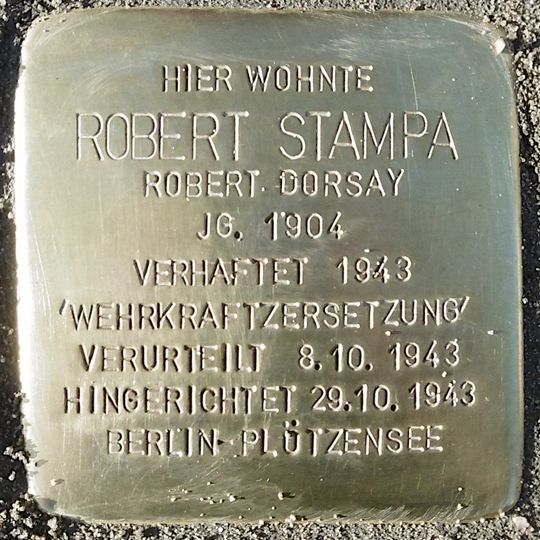 HIER WOHNTE
ROBERT STAMPA
ROBERT DORSAY
JG. 1904
VERHAFTET 1943
'WEHRKRAFTZERSETZUNG'
VERURTEILT 8.10. 1943
HINGERICHTET 29.10.1943
BERLIN-PLÖTZENSEE